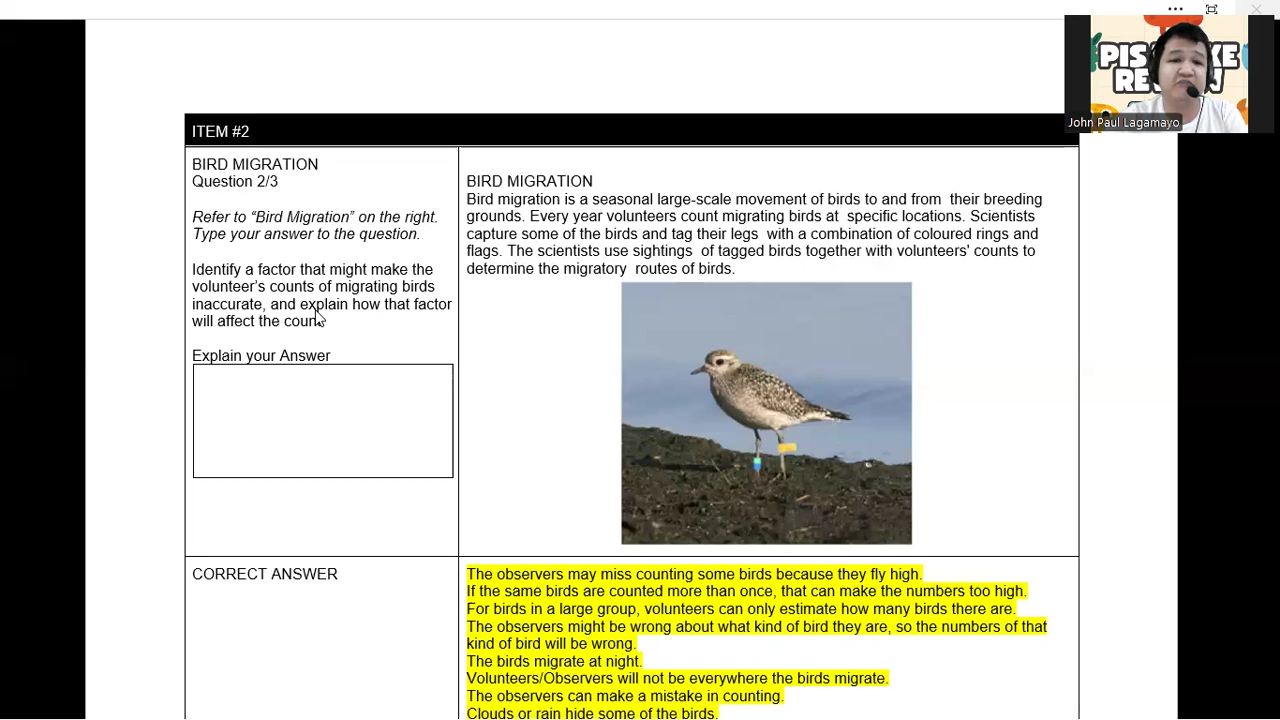 PIS
KE
RE
W
John Paul Lagamayo
ITEM #2
BIRD MIGRATION
Question 2/3
Refer to “Bird Migration” on the right.
Type your answer to the question.
Identify a factor that might make the
volunteer’s counts of migrating birds
inaccurate, and explain how that factor
will affect the count.
Explain your Answer
BIRD MIGRATION
Bird migration is a seasonal large-scale movement of birds to and from their breeding
grounds. Every year volunteers count migrating birds at specific locations. Scientists
capture some of the birds and tag their legs with a combination of coloured rings and
flags. The scientists use sightings of tagged birds together with volunteers' counts to
determine the migratory routes of birds.
CORRECT ANSWER
The observers may miss counting some birds because they fly high.
If the same birds are counted more than once, that can make the numbers too high.
For birds in a large group, volunteers can only estimate how many birds there are.
The observers might be wrong about what kind of bird they are, so the numbers of that
kind of bird will be wrong.
The birds migrate at night.
Volunteers/Observers will not be everywhere the birds migrate.
The observers can make a mistake in counting.
Clouds or rain hide some of the birds.